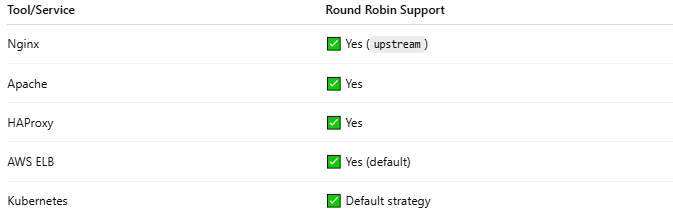 Tool/Service Round Robin Support
Nginx ✅ Yes (upstream)
Apache ✅ Yes
HAProxy ✅ Yes
AWS ELB ✅ Yes (default)
Kubernetes ✅ Default strategy